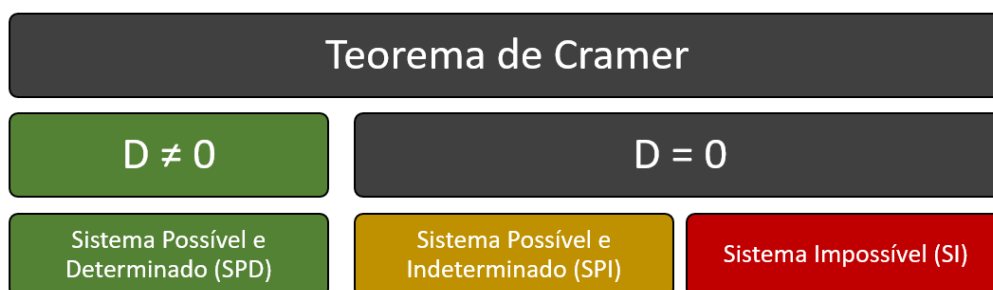 Teorema de Cramer
D ≠ 0
D = 0
Sistema Possível e
Determinado (SPD)
Sistema Possível e
Indeterminado (SPI)
Sistema Impossível (SI)